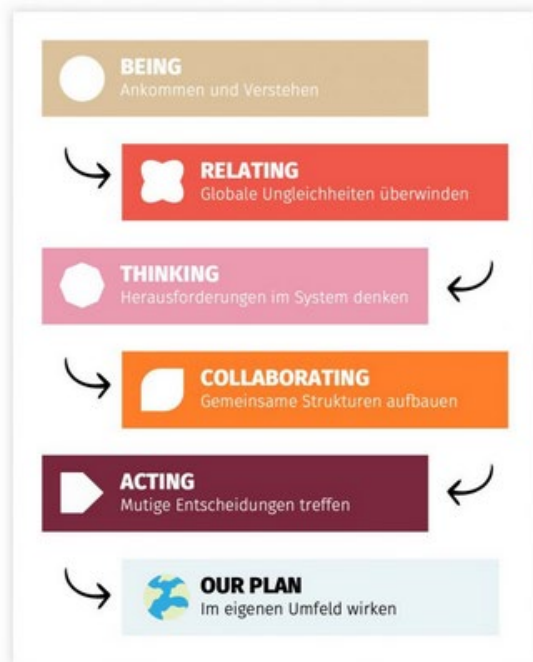 BEING
Ankommen und Verstehen
RELATING
Globale Ungleichheiten überwinden
THINKING
Herausforderungen im System denken
COLLABORATING
Gemeinsame Strukturen aufbauen
ACTING
Mutige Entscheidungen treffen
OUR PLAN
Im eigenen Umfeld wirken